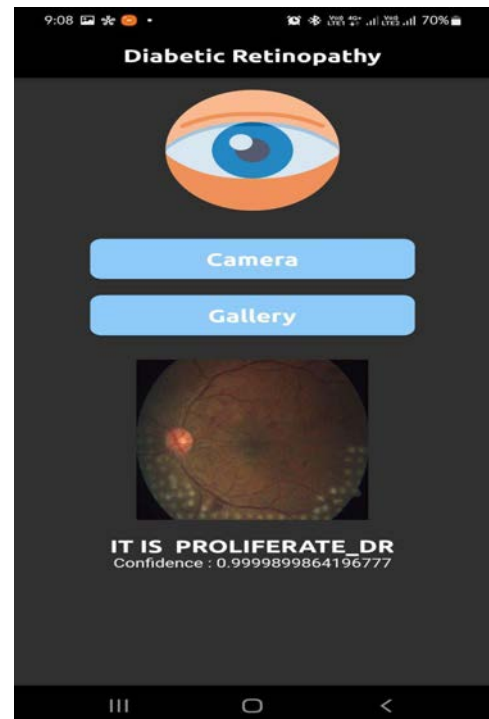 9:08 70%
Diabetic Retinopathy
Camera
Gallery
IT IS PROLIFERATE_DR
Confidence : 0.9999899864196777